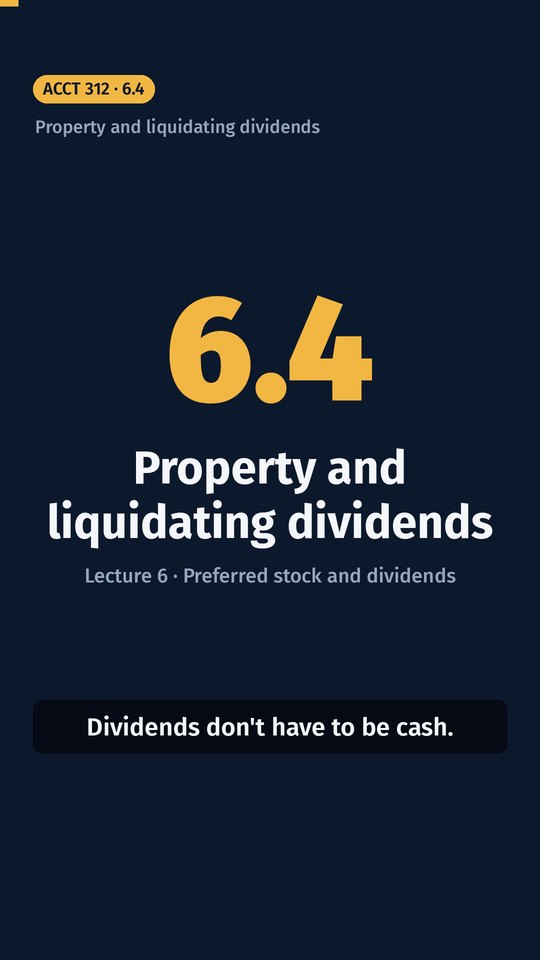 ACCT 312 · 6.4
Property and liquidating dividends
6.4
Property and
liquidating dividends
Lecture 6 · Preferred stock and dividends
Dividends don't have to be cash.